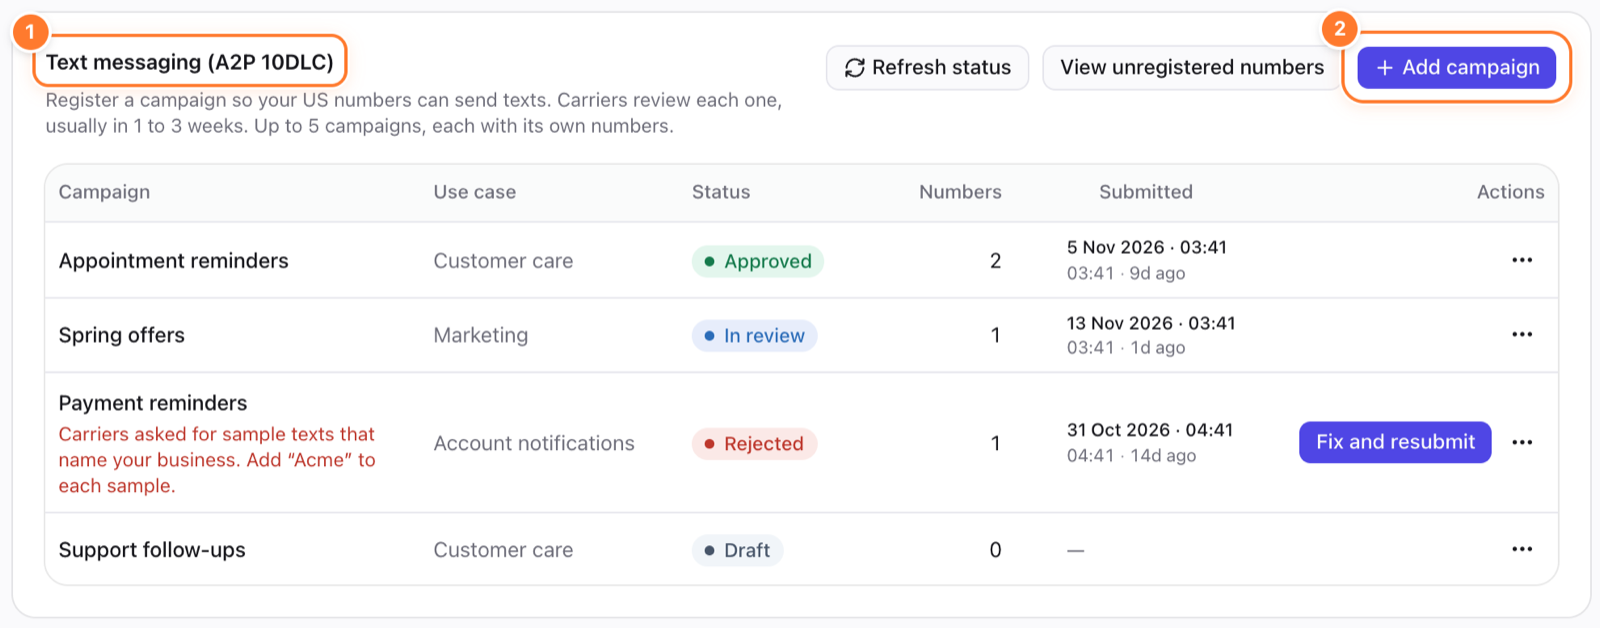 1
Text messaging (A2P 10DLC)
Register a campaign so your US numbers can send texts. Carriers review each one,
usually in 1 to 3 weeks. Up to 5 campaigns, each with its own numbers.
Refresh status
View unregistered numbers
2
+ Add campaign
Campaign Use case Status Numbers Submitted Actions
Appointment reminders Customer care Approved 2 5 Nov 2026 · 03:41
03:41 · 9d ago
Spring offers Marketing In review 1 13 Nov 2026 · 03:41
03:41 · 1d ago
Payment reminders
Carriers asked for sample texts that
name your business. Add “Acme” to
each sample.
Account notifications Rejected 1 31 Oct 2026 · 04:41
04:41 · 14d ago
Fix and resubmit
Support follow-ups Customer care Draft 0 —